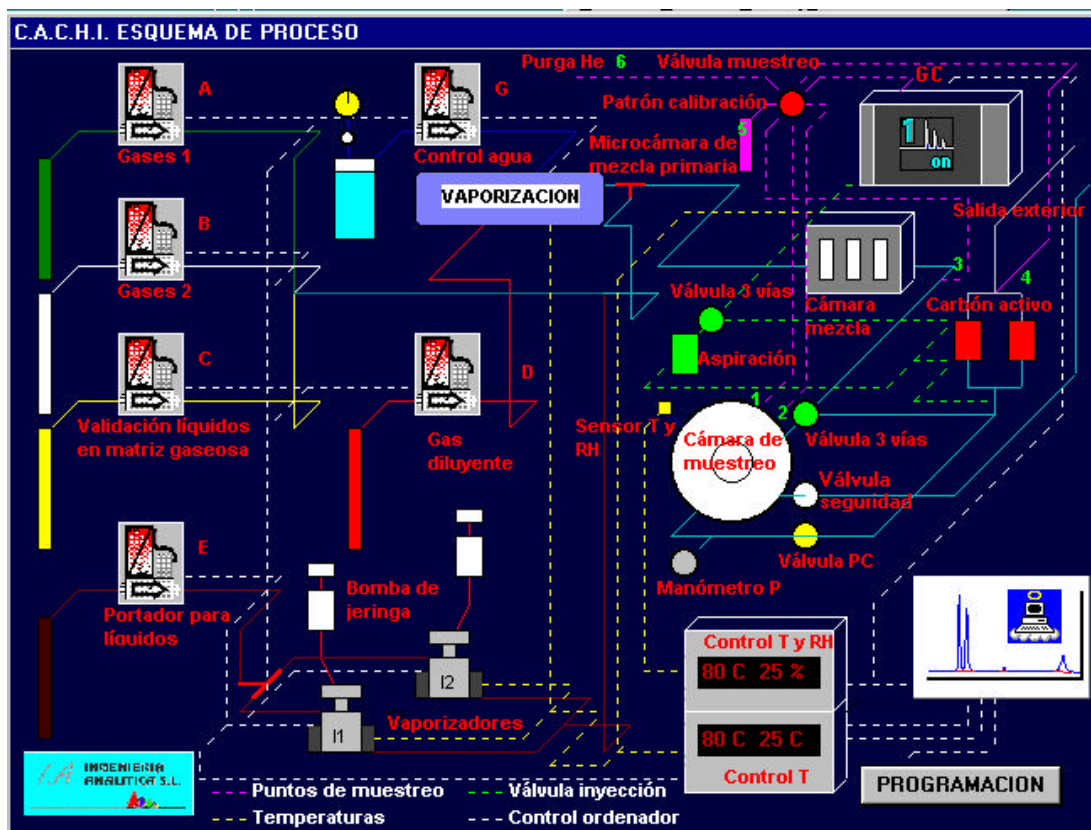 C.A.C.H.I. ESQUEMA DE PROCESO
A
Gases 1
B
Gases 2
C
Validación líquidos
en matriz gaseosa
E
Portador para
líquidos
G
Control agua
VAPORIZACION
D
Gas
diluyente
Bomba de
jeringa
I2
I1
Vaporizadores
Purga He 6
Válvula muestreo
Patrón calibración
5
Microcámara de
mezcla primaria
GC
1
on
Salida exterior
3
4
Cámara
mezcla
Carbón activo
Válvula 3 vías
Aspiración
1
2
Sensor T y
RH
Cámara de
muestreo
Válvula 3 vías
Válvula
seguridad
Válvula PC
Manómetro P
Control T y RH
80 C 25 %
80 C 25 C
Control T
PROGRAMACION
I.A INGENIERIA
ANALITICA S.L.
Puntos de muestreo
Válvula inyección
Temperaturas
Control ordenador